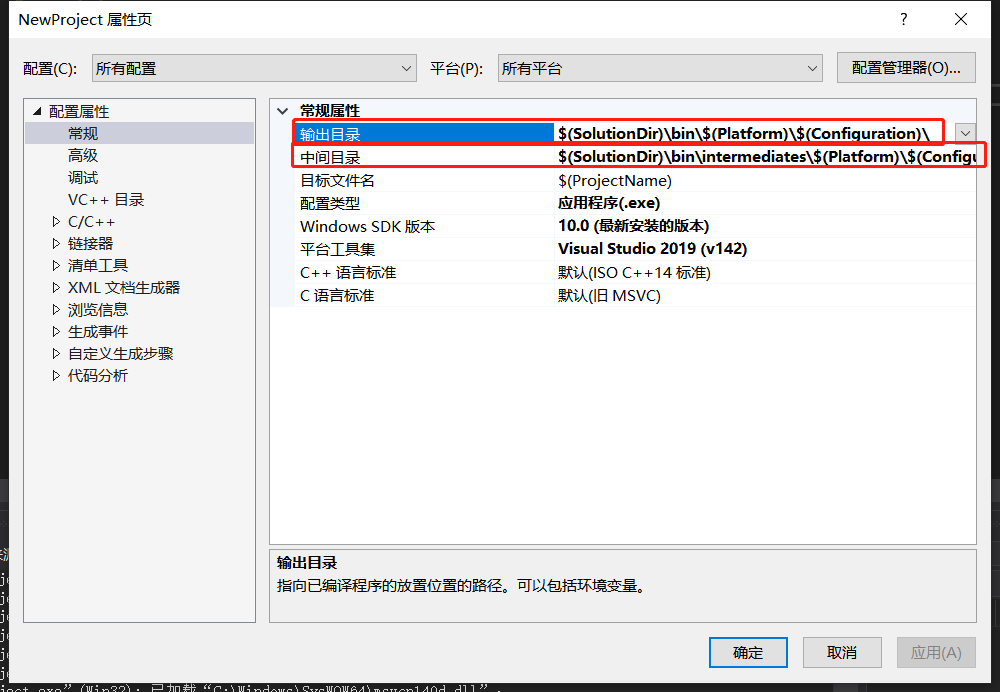 NewProject 属性页
配置(C): 所有配置 平台(P): 所有平台 配置管理器(O)...
配置属性
常规
高级
调试
VC++ 目录
C/C++
链接器
清单工具
XML 文档生成器
浏览信息
生成事件
自定义生成步骤
代码分析
常规属性
输出目录 $(SolutionDir)\bin\$(Platform)\$(Configuration)\
中间目录 $(SolutionDir)\bin\intermediates\$(Platform)\$(Configu
目标文件名 $(ProjectName)
配置类型 应用程序(.exe)
Windows SDK 版本 10.0 (最新安装的版本)
平台工具集 Visual Studio 2019 (v142)
C++ 语言标准 默认(ISO C++14 标准)
C 语言标准 默认(旧 MSVC)
输出目录
指向已编译程序的放置位置的路径。可以包括环境变量。
确定 取消 应用(A)
ject.exe”(Win32): 已加载“C:\Windows\SysWOW64\msvcp140d.dll”.